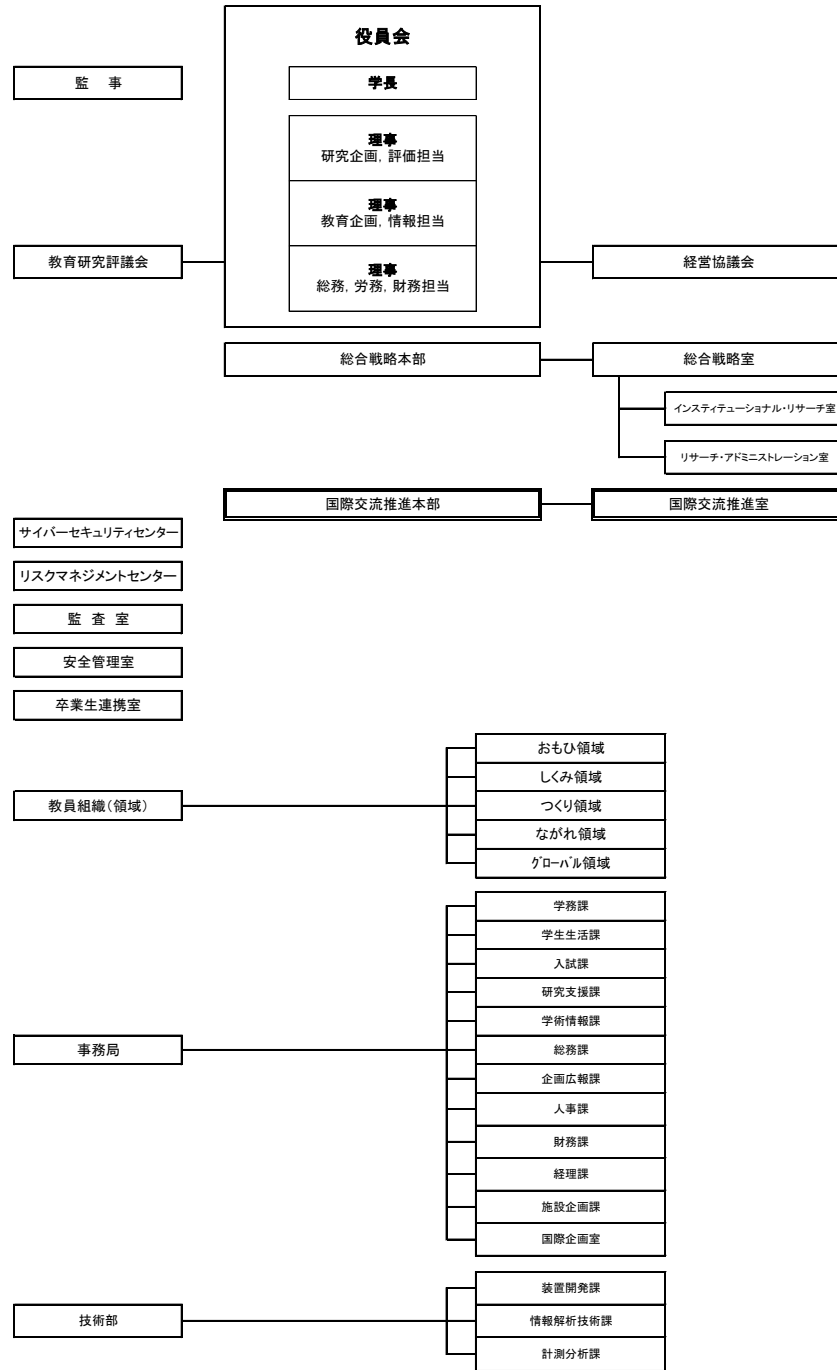 役員会
監　事
学長
理事
研究企画, 評価担当
理事
教育企画, 情報担当
教育研究評議会
理事
総務, 労務, 財務担当
経営協議会
総合戦略本部
総合戦略室
インスティテューショナル・リサーチ室
リサーチ・アドミニストレーション室
国際交流推進本部
国際交流推進室
サイバーセキュリティセンター
リスクマネジメントセンター
監 査 室
安全管理室
卒業生連携室
教員組織(領域)
おもひ領域
しくみ領域
つくり領域
ながれ領域
グローバル領域
事務局
学務課
学生生活課
入試課
研究支援課
学術情報課
総務課
企画広報課
人事課
財務課
経理課
施設企画課
国際企画室
技術部
装置開発課
情報解析技術課
計測分析課